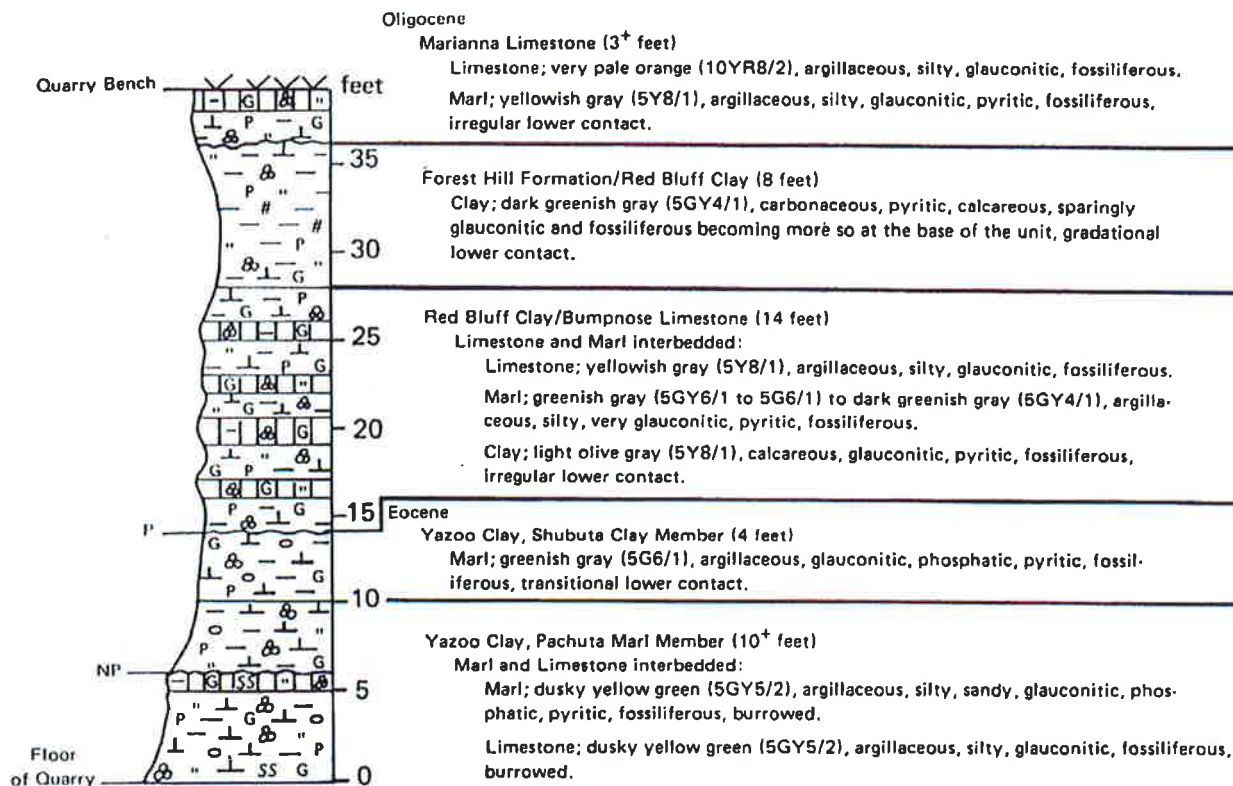 Oligocene
Marianna Limestone (3+ feet)
Limestone; very pale orange (10YR8/2), argillaceous, silty, glauconitic, fossiliferous.
Marl; yellowish gray (5Y8/1), argillaceous, silty, glauconitic, pyritic, fossiliferous,
irregular lower contact.
Quarry Bench
feet
G "
P G
"
35
Forest Hill Formation/Red Bluff Clay (8 feet)
Clay; dark greenish gray (5GY4/1), carbonaceous, pyritic, calcareous, sparingly
glauconitic and fossiliferous becoming more so at the base of the unit, gradational
lower contact.
"
P "
#
#
" P
30
"
G
Red Bluff Clay/Bumpnose Limestone (14 feet)
Limestone and Marl interbedded:
Limestone; yellowish gray (5Y8/1), argillaceous, silty, glauconitic, fossiliferous.
Marl; greenish gray (5GY6/1 to 5G6/1) to dark greenish gray (5GY4/1), argilla-
ceous, silty, very glauconitic, pyritic, fossiliferous.
Clay; light olive gray (5Y8/1), calcareous, glauconitic, pyritic, fossiliferous,
irregular lower contact.
P
G
G
25
"
P G
G "
" G
20
G
"
G P
G "
P G
15
P
Eocene
Yazoo Clay, Shubuta Clay Member (4 feet)
Marl; greenish gray (5G6/1), argillaceous, glauconitic, phosphatic, pyritic, fossil-
iferous, transitional lower contact.
G
G
P
10
Yazoo Clay, Pachuta Marl Member (10+ feet)
Marl and Limestone interbedded:
Marl; dusky yellow green (5GY5/2), argillaceous, silty, sandy, glauconitic, phos-
phatic, pyritic, fossiliferous, burrowed.
Limestone; dusky yellow green (5GY5/2), argillaceous, silty, glauconitic, fossiliferous,
burrowed.
"
P
" G
NP
G SS "
5
"
P G
"
P
Floor
of Quarry
" SS G
0